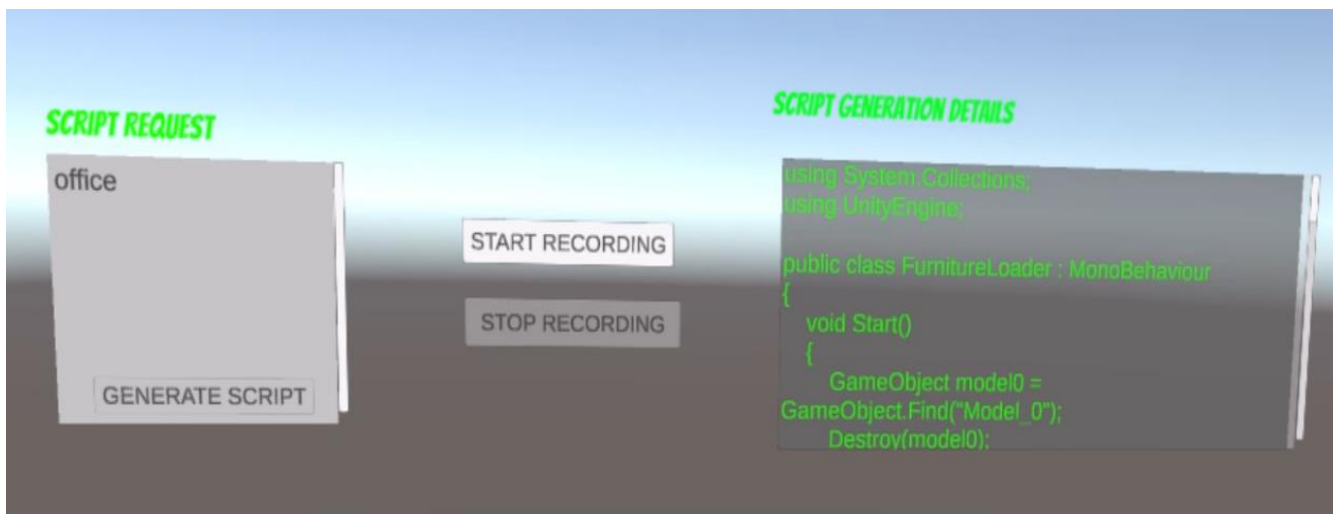 SCRIPT REQUEST
office
GENERATE SCRIPT
START RECORDING
STOP RECORDING
SCRIPT GENERATION DETAILS
using System.Collections;
using UnityEngine;
public class FurnitureLoader : MonoBehaviour
{
void Start()
{
GameObject model0 =
GameObject.Find("Model_0");
Destroy(model0);